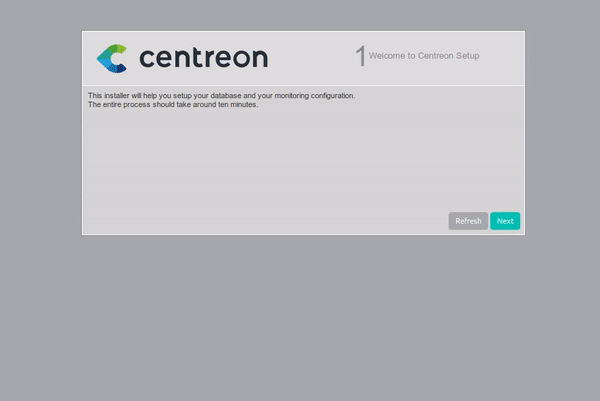 centreon
1 Welcome to Centreon Setup
This installer will help you setup your database and your monitoring configuration.
The entire process should take around ten minutes.
Refresh Next